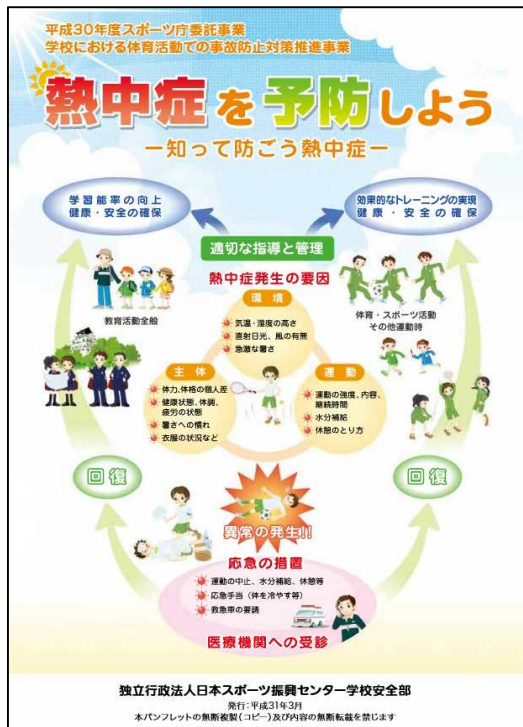 平成30年度スポーツ庁委託事業
学校における体育活動での事故防止対策推進事業
熱中症を予防しよう
ー知って防ごう熱中症ー
学習能率の向上
健康・安全の確保
効果的なトレーニングの実現
健康・安全の確保
適切な指導と管理
熱中症発生の要因
環境
気温・湿度の高さ
直射日光、風の有無
急激な暑さ
教育活動全般
体育・スポーツ活動
その他運動時
主体
体力、体格の個人差
健康状態、体調、
疲労の状態
暑さへの慣れ
衣服の状況など
運動
運動の強度、内容、
継続時間
水分補給
休憩のとり方
回復
回復
異常の発生!!
応急の措置
運動の中止、水分補給、休憩等
応急手当(体を冷やす等)
救急車の要請
医療機関への受診
独立行政法人日本スポーツ振興センター学校安全部
発行:平成31年3月
本パンフレットの無断複製(コピー)及び内容の無断転載を禁じます